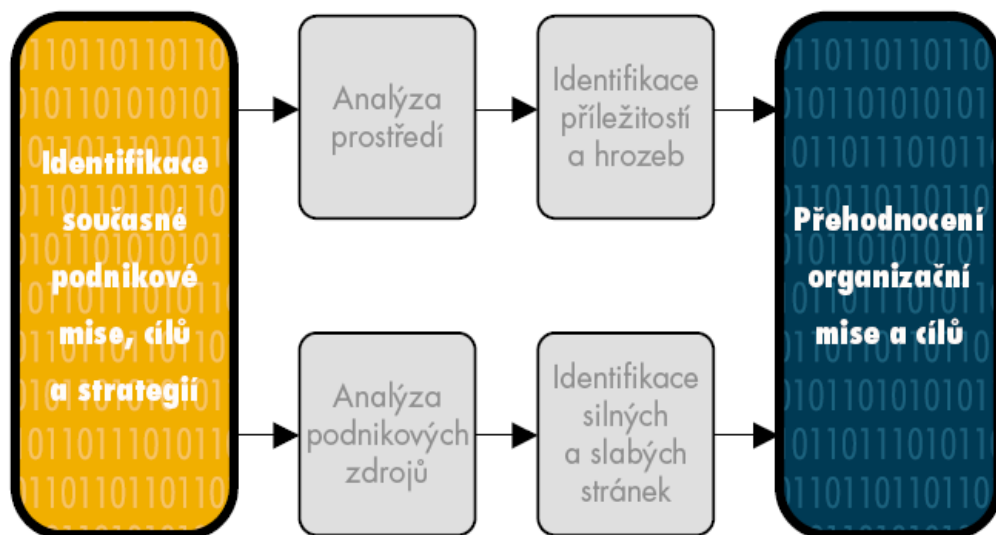 Identifikace
současné
podnikové
mise, cílů
a strategií
Analýza
prostředí
Identifikace
příležitostí
a hrozeb
Analýza
podnikových
zdrojů
Identifikace
silných
a slabých
stránek
Přehodnocení
organizační
mise a cílů